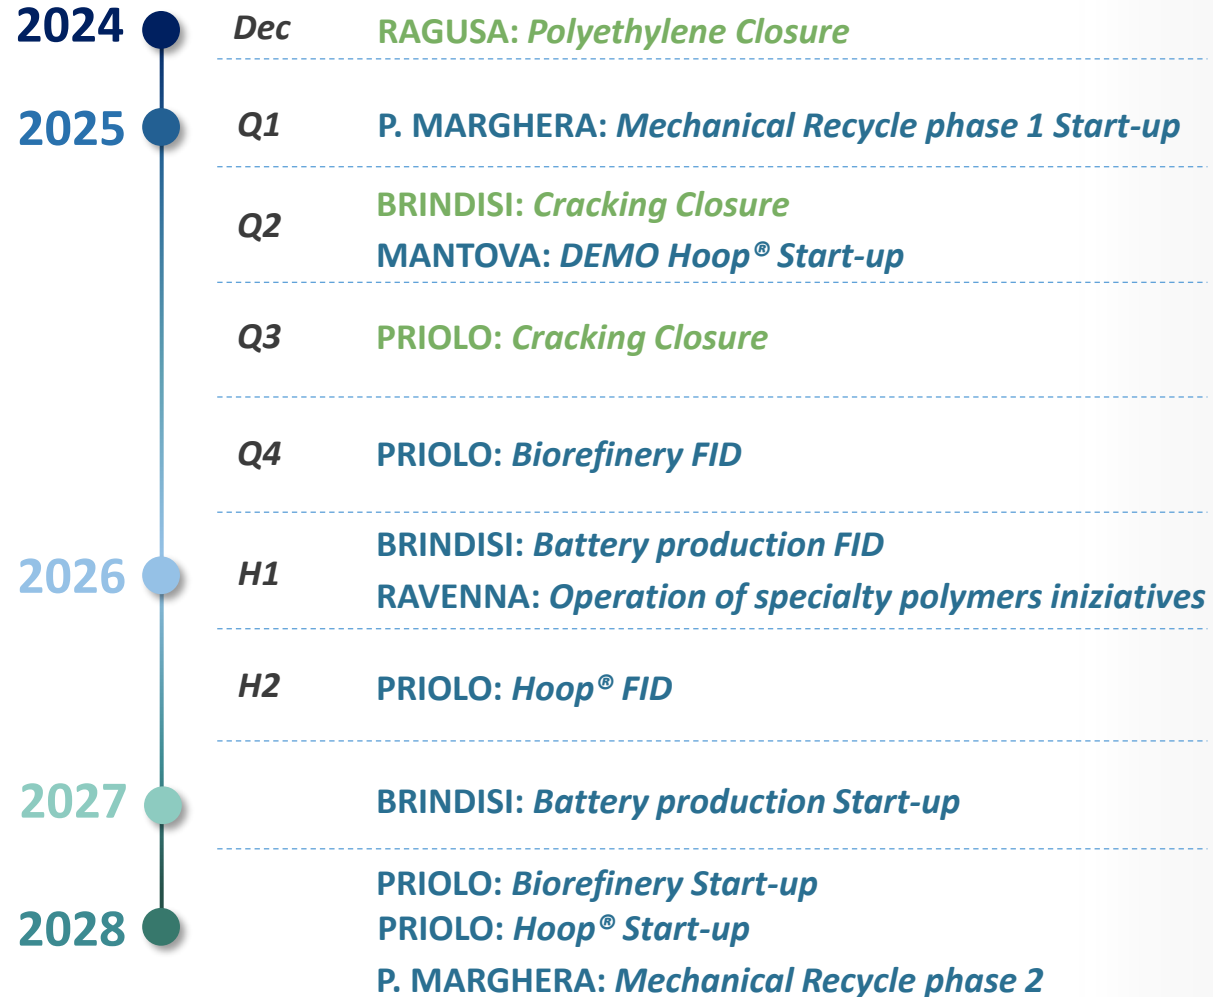 2024 Dec RAGUSA: Polyethylene Closure
2025 Q1 P. MARGHERA: Mechanical Recycle phase 1 Start-up
Q2 BRINDISI: Cracking Closure
MANTOVA: DEMO Hoop® Start-up
Q3 PRIOLO: Cracking Closure
Q4 PRIOLO: Biorefinery FID
2026 H1 BRINDISI: Battery production FID
RAVENNA: Operation of specialty polymers iniziatives
H2 PRIOLO: Hoop® FID
2027 BRINDISI: Battery production Start-up
2028 PRIOLO: Biorefinery Start-up
PRIOLO: Hoop® Start-up
P. MARGHERA: Mechanical Recycle phase 2